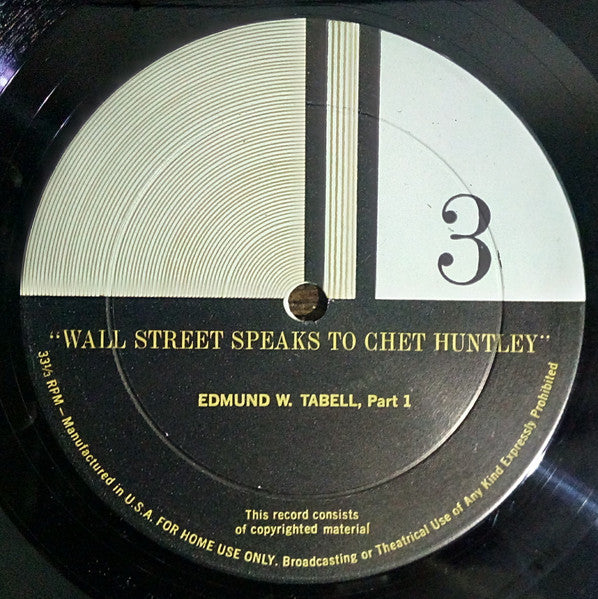 3
"WALL STREET SPEAKS TO CHET HUNTLEY"
EDMUND W. TABELL, Part 1
This record consists
of copyrighted material
33⅓ RPM—Manufactured in U.S.A. FOR HOME USE ONLY. Broadcasting or Theatrical Use of Any Kind Expressly Prohibited